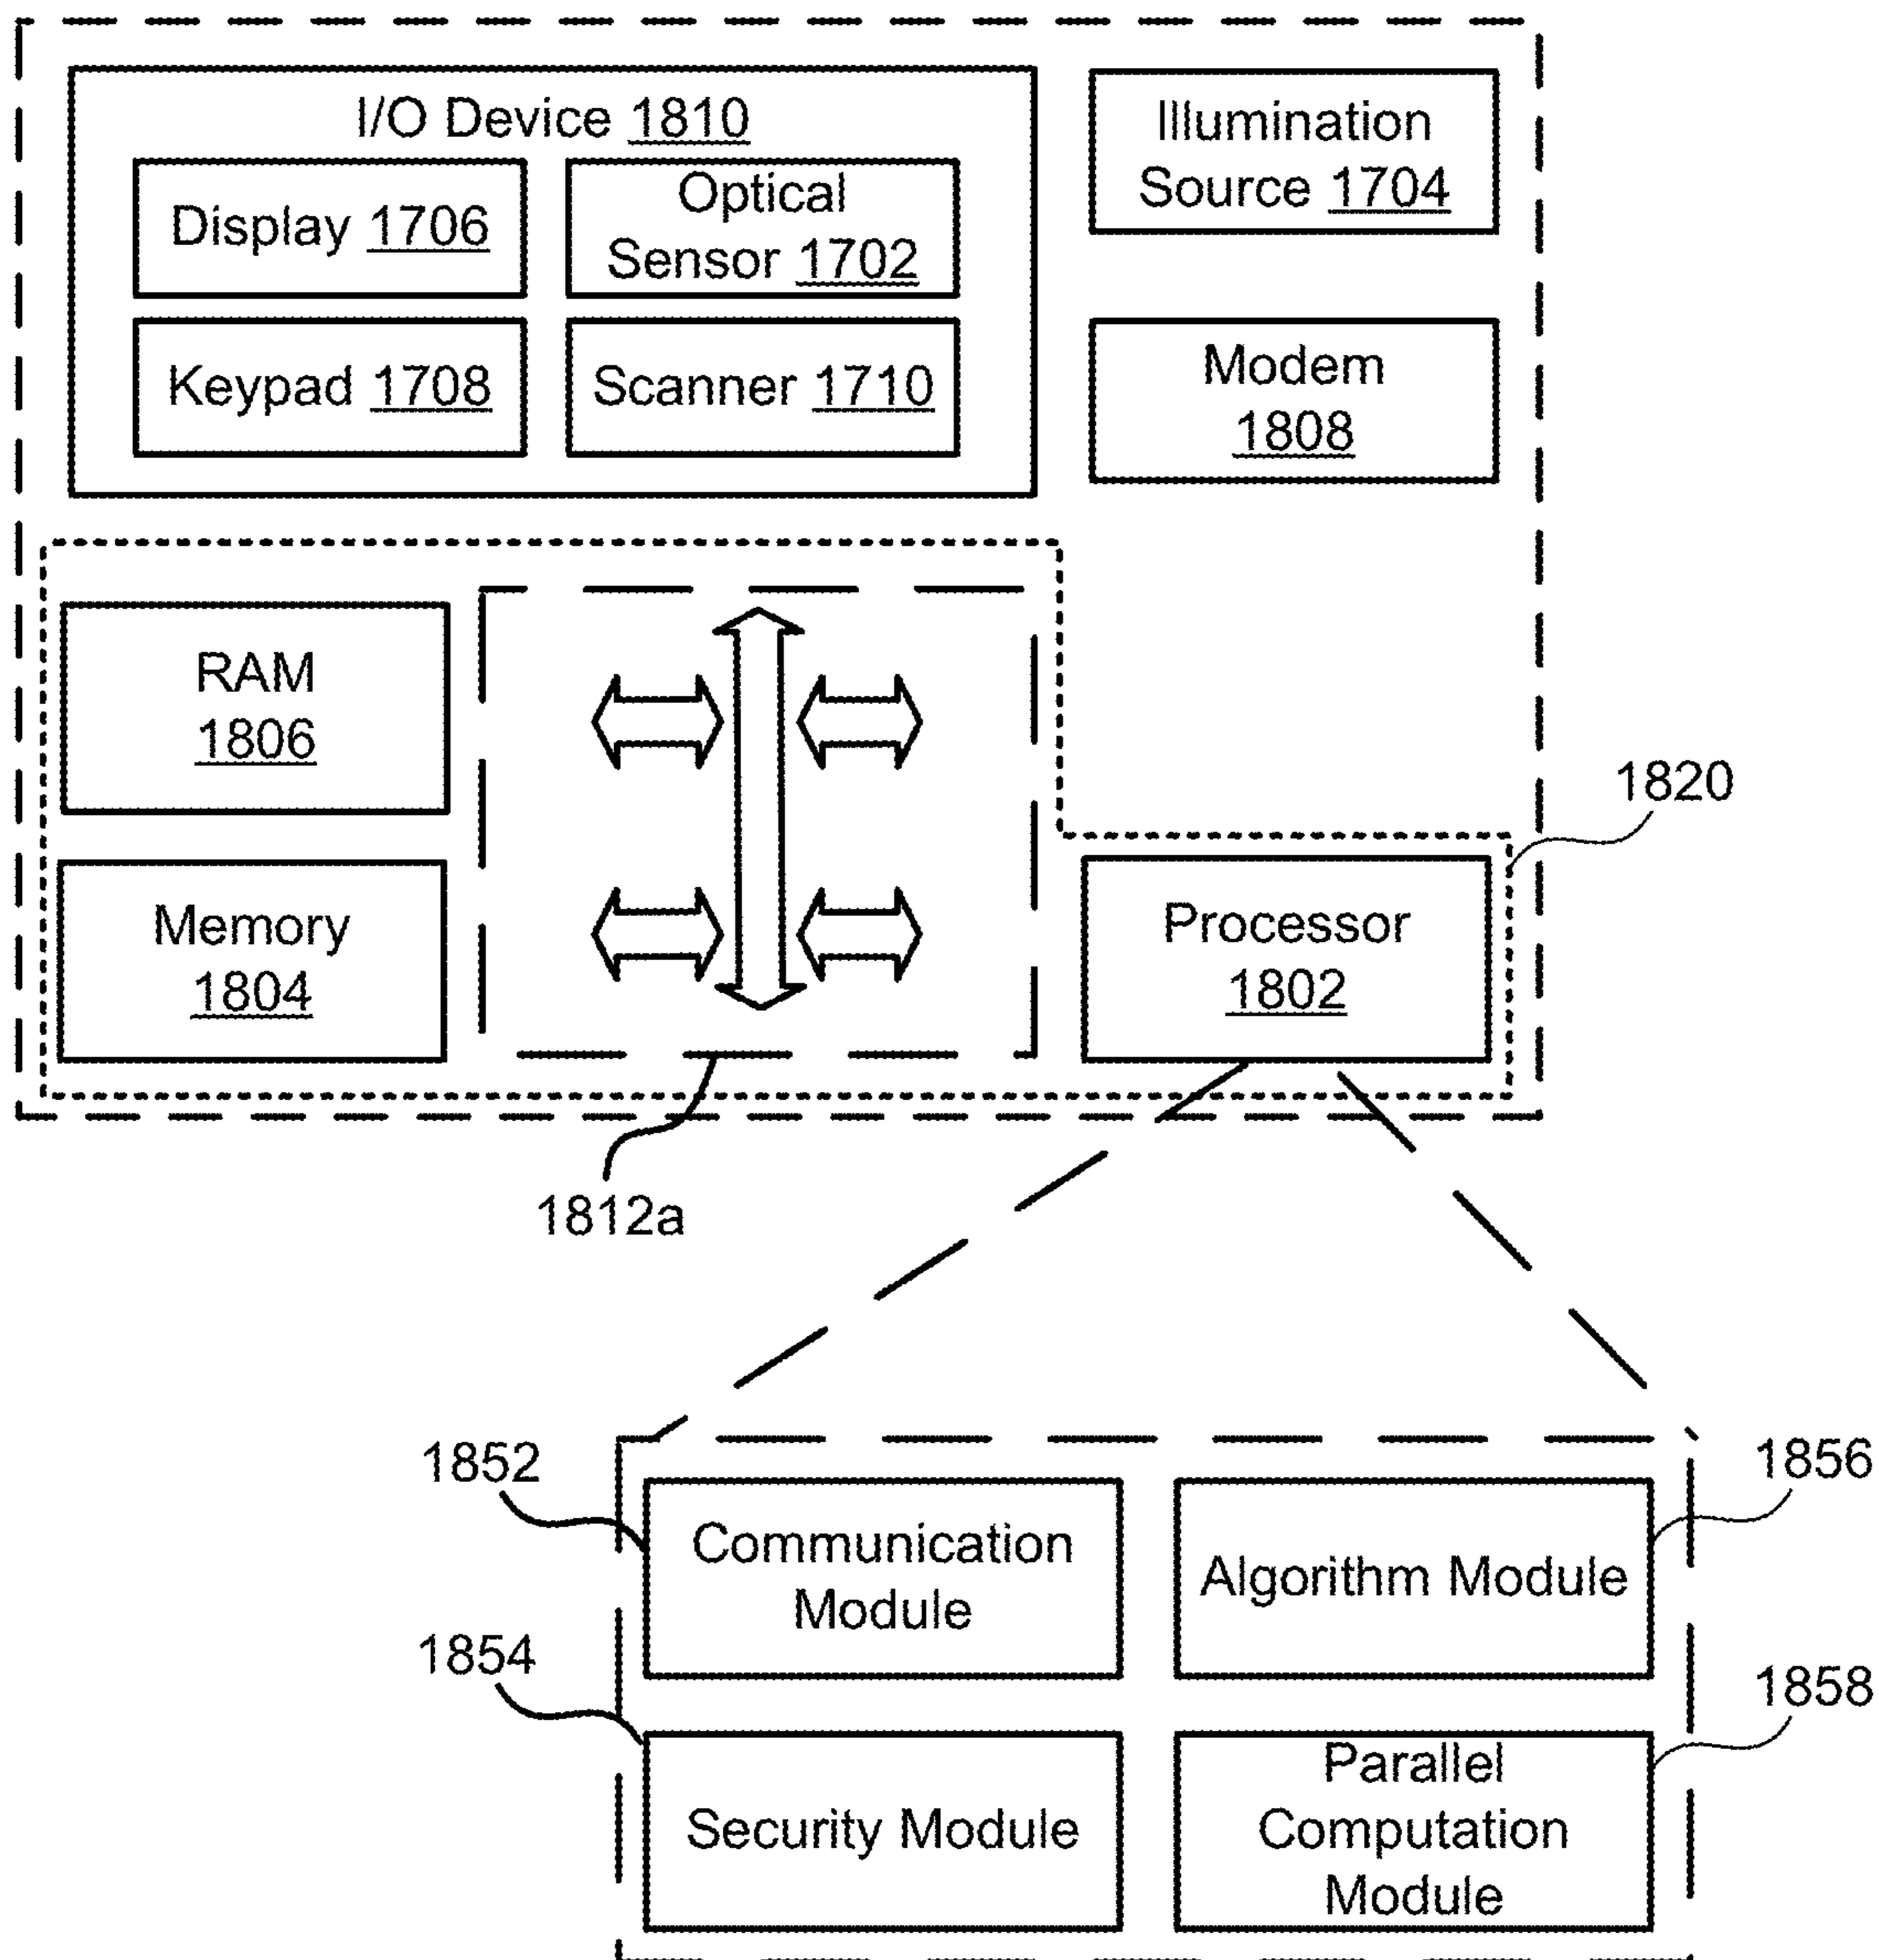 I/O Device 1810
Display 1706
Optical
Sensor 1702
Keypad 1708
Scanner 1710
Illumination
Source 1704
Modem
1808
RAM
1806
Memory
1804
1820
Processor
1802
1812a
1852
Communication
Module
1856
Algorithm Module
1854
Security Module
1858
Parallel
Computation
Module